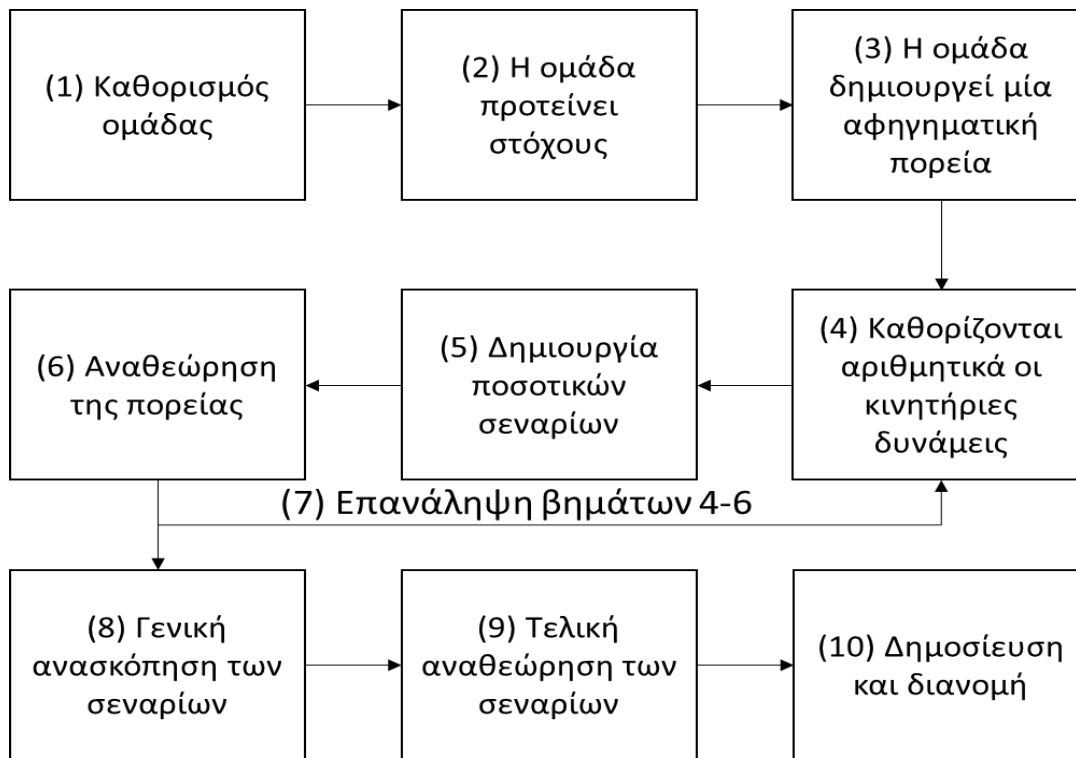 (1) Καθορισμός
ομάδας
(2) Η ομάδα
προτείνει
στόχους
(3) Η ομάδα
δημιουργεί μία
αφηγηματική
πορεία
(4) Καθορίζονται
αριθμητικά οι
κινητήριες
δυνάμεις
(5) Δημιουργία
ποσοτικών
σεναρίων
(6) Αναθεώρηση
της πορείας
(7) Επανάληψη βημάτων 4-6
(8) Γενική
ανασκόπηση των
σεναρίων
(9) Τελική
αναθεώρηση των
σεναρίων
(10) Δημοσίευση
και διανομή